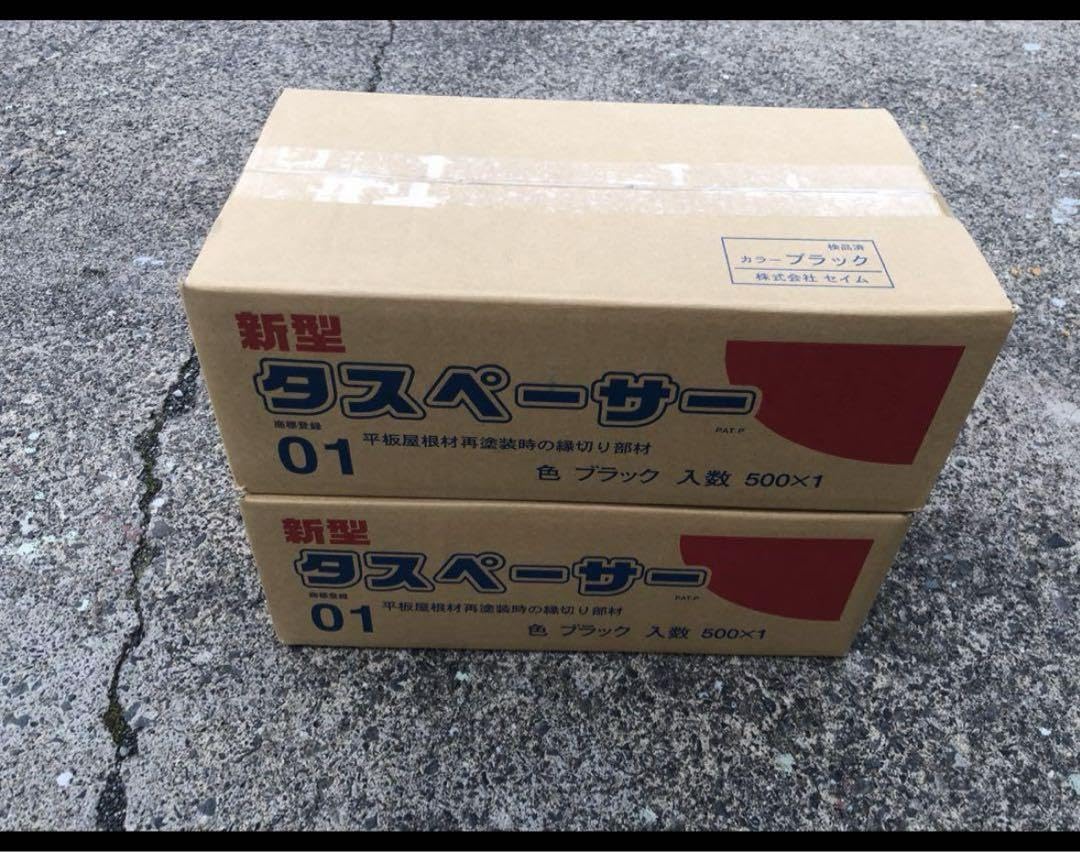 検品済
カラー ブラック
株式会社 セイム
新型
タスペーサー
商標登録
PAT.P
01 平板屋根材再塗装時の縁切り部材
色 ブラック 入数 500×1
新型
タスペーサー
商標登録
PAT.P
01 平板屋根材再塗装時の縁切り部材
色 ブラック 入数 500×1